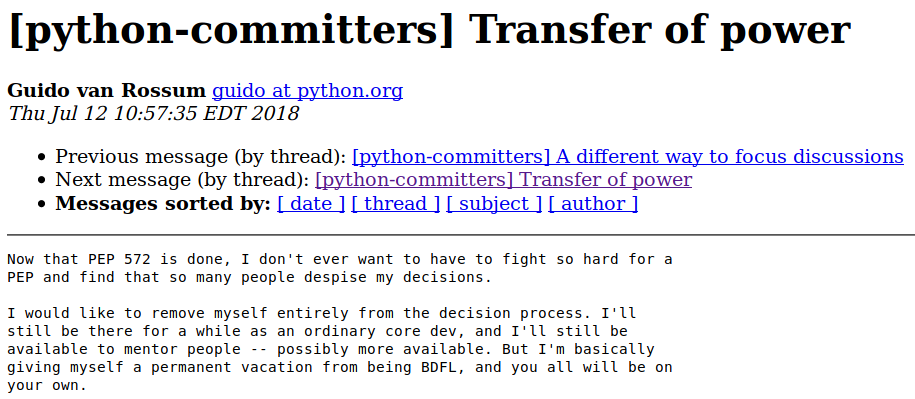 [python-committers] Transfer of power
Guido van Rossum guido at python.org
Thu Jul 12 10:57:35 EDT 2018
• Previous message (by thread): [python-committers] A different way to focus discussions
• Next message (by thread): [python-committers] Transfer of power
• Messages sorted by: [ date ] [ thread ] [ subject ] [ author ]
Now that PEP 572 is done, I don't ever want to have to fight so hard for a
PEP and find that so many people despise my decisions.
I would like to remove myself entirely from the decision process. I'll
still be there for a while as an ordinary core dev, and I'll still be
available to mentor people -- possibly more available. But I'm basically
giving myself a permanent vacation from being BDFL, and you all will be on
your own.